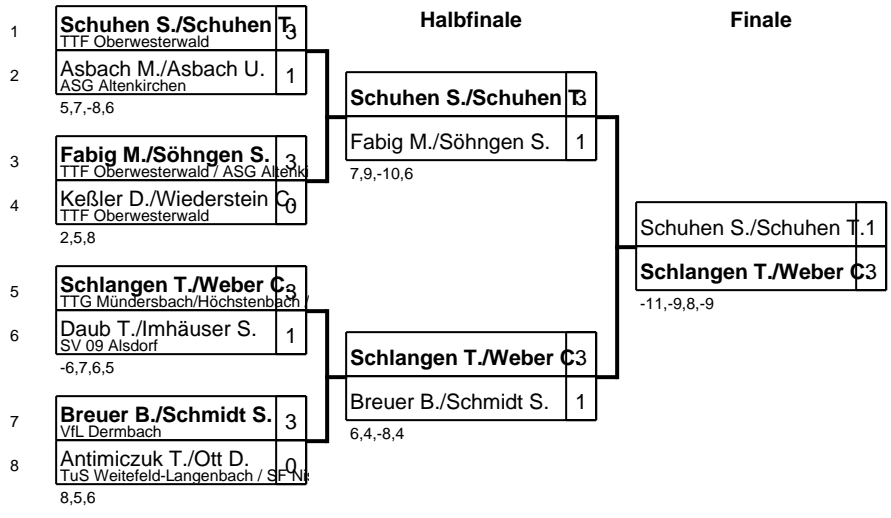 Halbfinale
Finale
1
Schuhen S./Schuhen T. 3
TTF Oberwesterwald
2
Asbach M./Asbach U. 1
ASG Altenkirchen
5,7,-8,6
3
Fabig M./Söhngen S. 3
TTF Oberwesterwald / ASG Altenki
4
Keßler D./Wiederstein C. 0
TTF Oberwesterwald
2,5,8
5
Schlangen T./Weber C. 3
TTG Mündersbach/Höchstenbach /
6
Daub T./Imhäuser S. 1
SV 09 Alsdorf
-6,7,6,5
7
Breuer B./Schmidt S. 3
VfL Dermbach
8
Antimiczuk T./Ott D. 0
TuS Weitefeld-Langenbach / SF Nis
8,5,6
Schuhen S./Schuhen T. 3
Fabig M./Söhngen S. 1
7,9,-10,6
Schlangen T./Weber C. 3
Breuer B./Schmidt S. 1
6,4,-8,4
Schuhen S./Schuhen T. 1
Schlangen T./Weber C. 3
-11,-9,8,-9